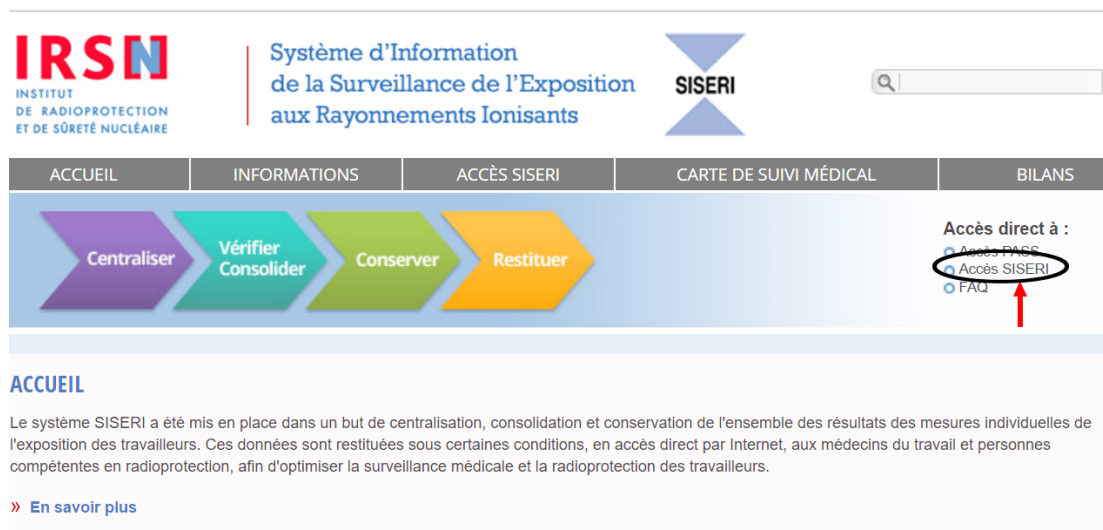 IRSN
INSTITUT
DE RADIOPROTECTION
ET DE SÛRETÉ NUCLÉAIRE
Système d'Information
de la Surveillance de l'Exposition
aux Rayonnements Ionisants
SISERI
ACCUEIL INFORMATIONS ACCÈS SISERI CARTE DE SUIVI MÉDICAL BILANS
Centraliser
Vérifier
Consolider
Conserver
Restituer
Accès direct à :
Accès PASS
Accès SISERI
FAQ
ACCUEIL
Le système SISERI a été mis en place dans un but de centralisation, consolidation et conservation de l'ensemble des résultats des mesures individuelles de
l'exposition des travailleurs. Ces données sont restituées sous certaines conditions, en accès direct par Internet, aux médecins du travail et personnes
compétentes en radioprotection, afin d'optimiser la surveillance médicale et la radioprotection des travailleurs.
» En savoir plus